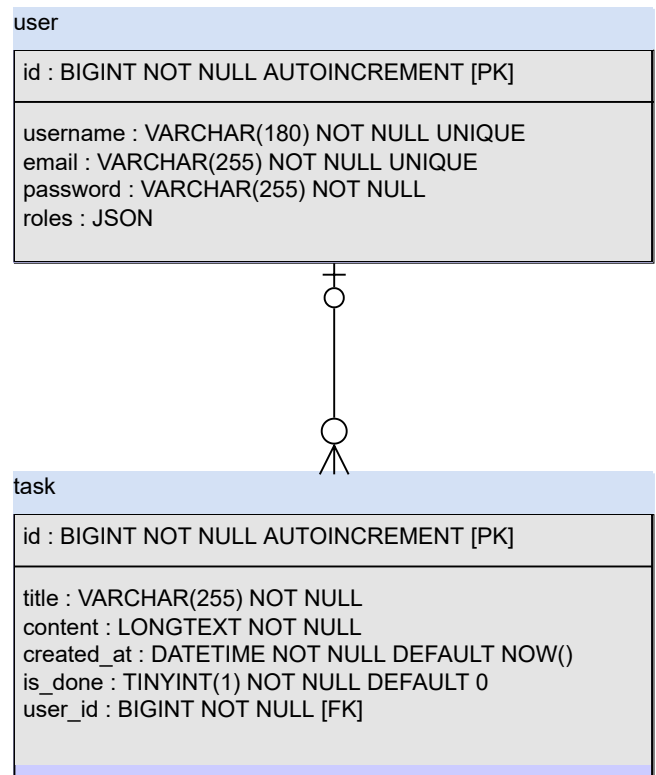 user
id : BIGINT NOT NULL AUTOINCREMENT [PK]
username : VARCHAR(180) NOT NULL UNIQUE
email : VARCHAR(255) NOT NULL UNIQUE
password : VARCHAR(255) NOT NULL
roles : JSON
task
id : BIGINT NOT NULL AUTOINCREMENT [PK]
title : VARCHAR(255) NOT NULL
content : LONGTEXT NOT NULL
created_at : DATETIME NOT NULL DEFAULT NOW()
is_done : TINYINT(1) NOT NULL DEFAULT 0
user_id : BIGINT NOT NULL [FK]